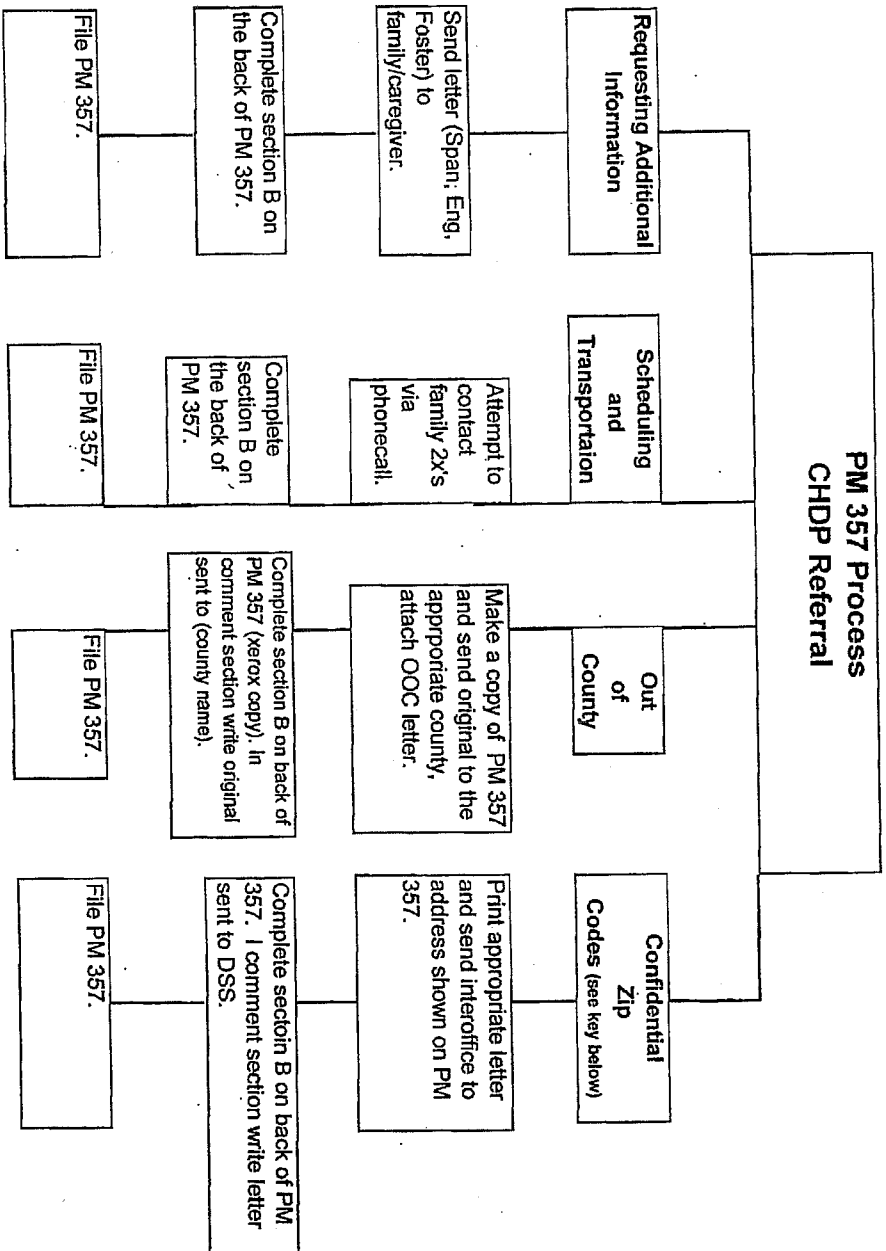 PM 357 Process
CHDP Referral
Requesting Additional
Information
Send letter (Span; Eng,
Foster) to
family/caregiver.
Complete section B on
the back of PM 357.
File PM 357.
Scheduling
and
Transportaion
Attempt to
contact
family 2x's
via
phonecall.
Complete
section B on
the back of
PM 357.
File PM 357.
Out
of
County
Make a copy of PM 357
and send original to the
apprporiate county,
attach OOC letter.
Complete section B on back of
PM 357 (xerox copy). In
comment section write original
sent to (county name).
File PM 357.
Confidential
Zip
Codes (see key below)
Print appropriate letter
and send interoffice to
address shown on PM
357.
Complete sectoin B on back of PM
357. I comment section write letter
sent to DSS.
File PM 357.